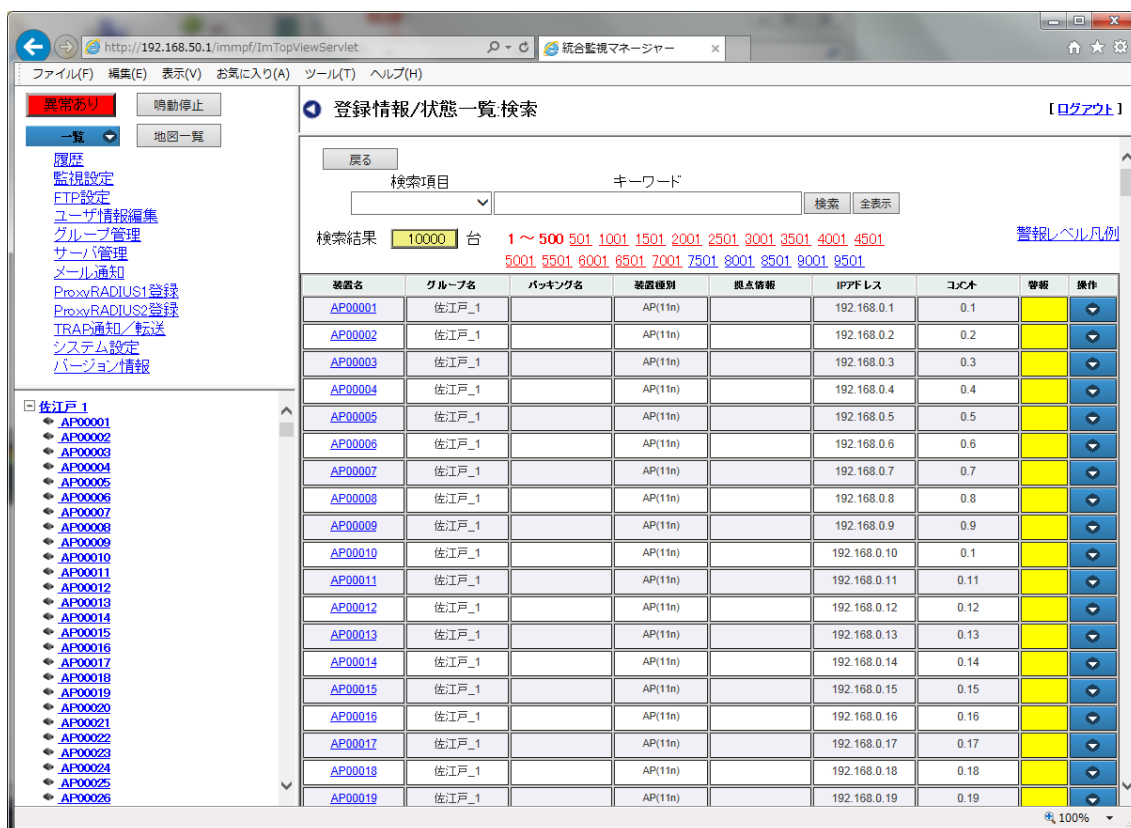 http://192.168.50.1/immpf/ImTopViewServlet
統合監視マネージャー
ファイル(F) 編集(E) 表示(V) お気に入り(A) ツール(T) ヘルプ(H)
異常あり 鳴動停止
一覧 地図一覧
履歴
監視設定
FTP設定
ユーザ情報編集
グループ管理
サーバ管理
メール通知
ProxyRADIUS1登録
ProxyRADIUS2登録
TRAP通知／転送
システム設定
バージョン情報
佐江戸 1
AP00001
AP00002
AP00003
AP00004
AP00005
AP00006
AP00007
AP00008
AP00009
AP00010
AP00011
AP00012
AP00013
AP00014
AP00015
AP00016
AP00017
AP00018
AP00019
AP00020
AP00021
AP00022
AP00023
AP00024
AP00025
AP00026
登録情報/状態一覧:検索 [ログアウト]
戻る
検索項目 キーワード
検索 全表示
検索結果 10000 台 1 ～ 500 501 1001 1501 2001 2501 3001 3501 4001 4501 警報レベル凡例
5001 5501 6001 6501 7001 7501 8001 8501 9001 9501
装置名 グループ名 パッキング名 装置種別 拠点情報 IPアドレス コメント 警報 操作
AP00001 佐江戸_1 AP(11n) 192.168.0.1 0.1
AP00002 佐江戸_1 AP(11n) 192.168.0.2 0.2
AP00003 佐江戸_1 AP(11n) 192.168.0.3 0.3
AP00004 佐江戸_1 AP(11n) 192.168.0.4 0.4
AP00005 佐江戸_1 AP(11n) 192.168.0.5 0.5
AP00006 佐江戸_1 AP(11n) 192.168.0.6 0.6
AP00007 佐江戸_1 AP(11n) 192.168.0.7 0.7
AP00008 佐江戸_1 AP(11n) 192.168.0.8 0.8
AP00009 佐江戸_1 AP(11n) 192.168.0.9 0.9
AP00010 佐江戸_1 AP(11n) 192.168.0.10 0.1
AP00011 佐江戸_1 AP(11n) 192.168.0.11 0.11
AP00012 佐江戸_1 AP(11n) 192.168.0.12 0.12
AP00013 佐江戸_1 AP(11n) 192.168.0.13 0.13
AP00014 佐江戸_1 AP(11n) 192.168.0.14 0.14
AP00015 佐江戸_1 AP(11n) 192.168.0.15 0.15
AP00016 佐江戸_1 AP(11n) 192.168.0.16 0.16
AP00017 佐江戸_1 AP(11n) 192.168.0.17 0.17
AP00018 佐江戸_1 AP(11n) 192.168.0.18 0.18
AP00019 佐江戸_1 AP(11n) 192.168.0.19 0.19
100%